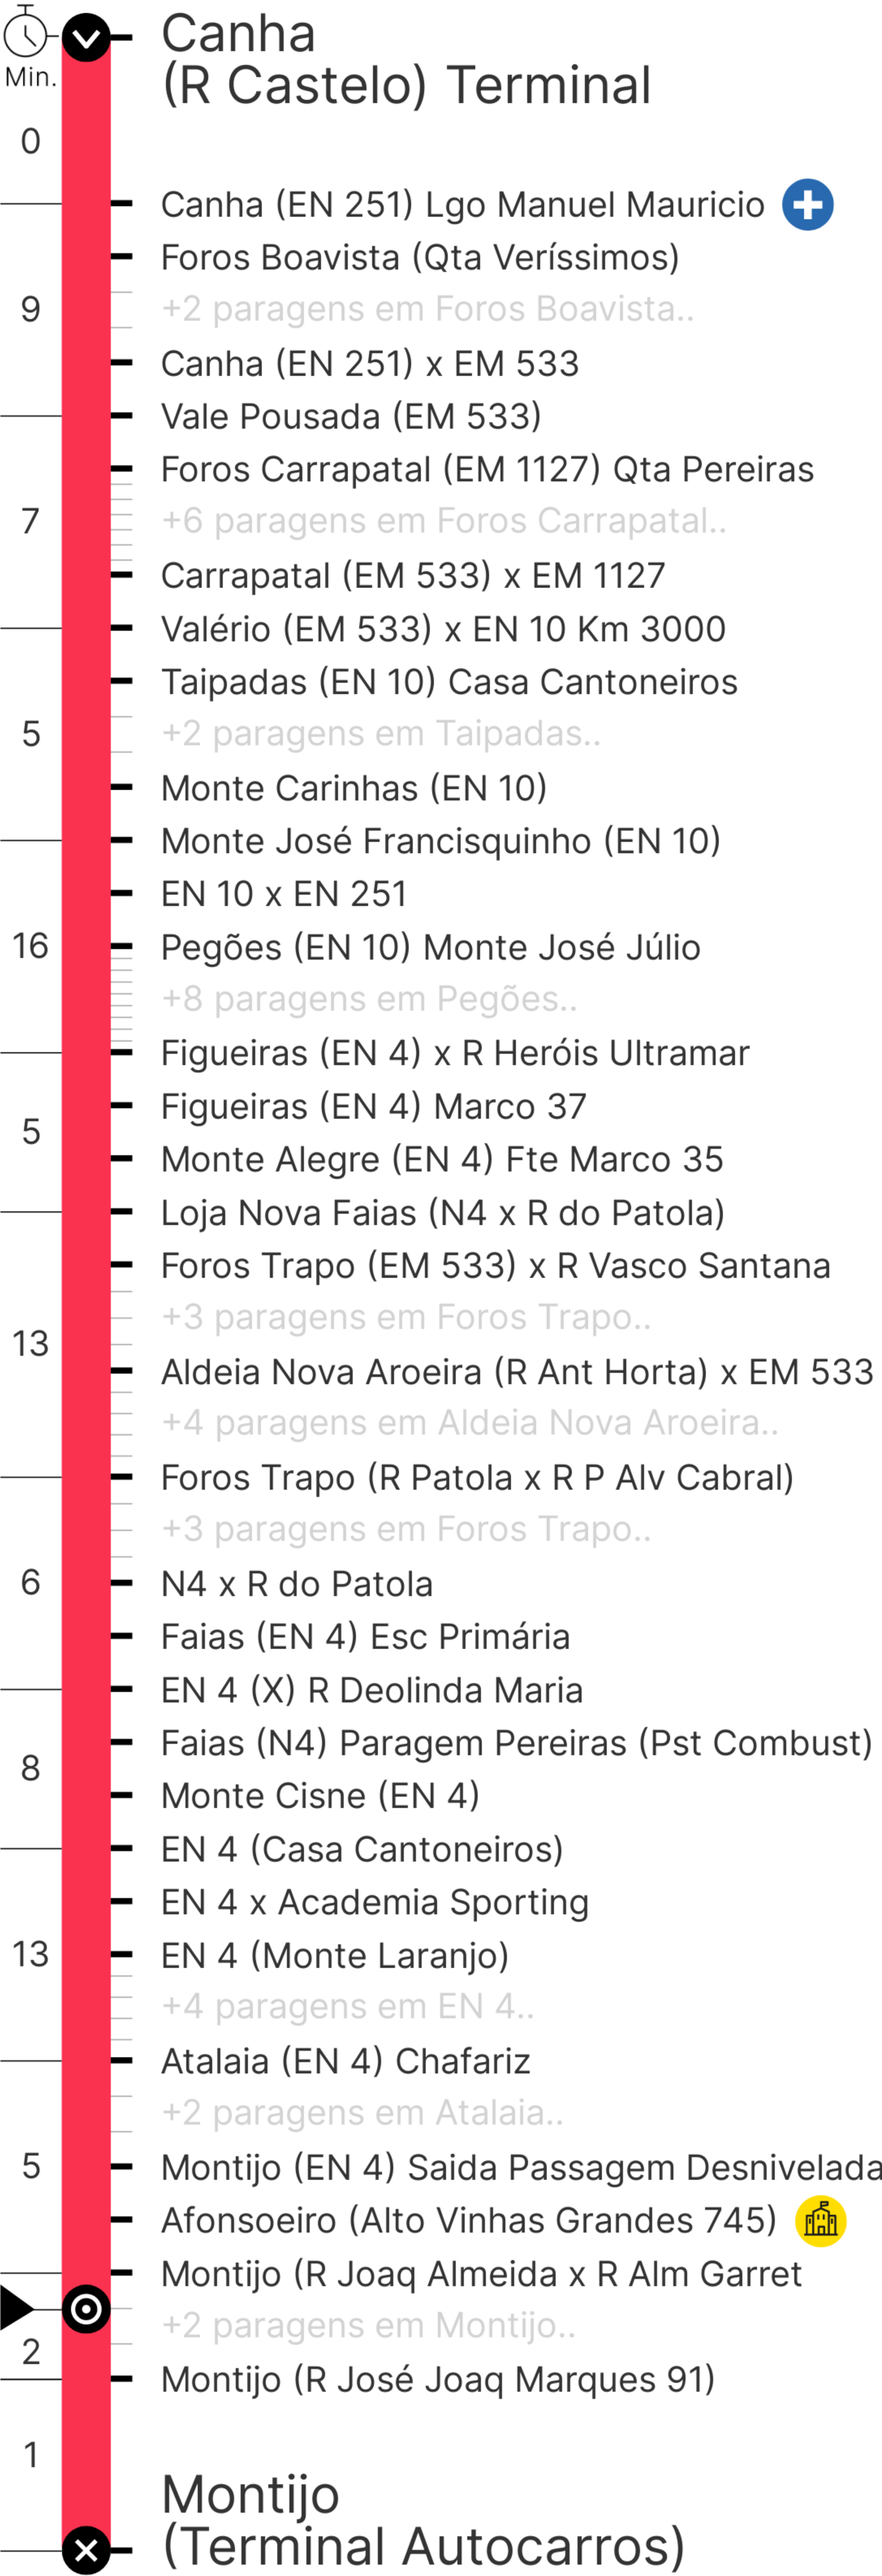 Canha
(R Castelo) Terminal
Min.
0
Canha (EN 251) Lgo Manuel Mauricio
Foros Boavista (Qta Veríssimos)
9
+2 paragens em Foros Boavista..
Canha (EN 251) x EM 533
Vale Pousada (EM 533)
Foros Carrapatal (EM 1127) Qta Pereiras
7
+6 paragens em Foros Carrapatal..
Carrapatal (EM 533) x EM 1127
Valério (EM 533) x EN 10 Km 3000
Taipadas (EN 10) Casa Cantoneiros
5
+2 paragens em Taipadas..
Monte Carinhas (EN 10)
Monte José Francisquinho (EN 10)
EN 10 x EN 251
16
Pegões (EN 10) Monte José Júlio
+8 paragens em Pegões..
Figueiras (EN 4) x R Heróis Ultramar
Figueiras (EN 4) Marco 37
5
Monte Alegre (EN 4) Fte Marco 35
Loja Nova Faias (N4 x R do Patola)
Foros Trapo (EM 533) x R Vasco Santana
+3 paragens em Foros Trapo..
13
Aldeia Nova Aroeira (R Ant Horta) x EM 533
+4 paragens em Aldeia Nova Aroeira..
Foros Trapo (R Patola x R P Alv Cabral)
+3 paragens em Foros Trapo..
6
N4 x R do Patola
Faias (EN 4) Esc Primária
EN 4 (X) R Deolinda Maria
Faias (N4) Paragem Pereiras (Pst Combust)
8
Monte Cisne (EN 4)
EN 4 (Casa Cantoneiros)
EN 4 x Academia Sporting
13
EN 4 (Monte Laranjo)
+4 paragens em EN 4..
Atalaia (EN 4) Chafariz
+2 paragens em Atalaia..
5
Montijo (EN 4) Saida Passagem Desnivelada
Afonsoeiro (Alto Vinhas Grandes 745)
Montijo (R Joaq Almeida x R Alm Garret
+2 paragens em Montijo..
2
Montijo (R José Joaq Marques 91)
1
Montijo
(Terminal Autocarros)